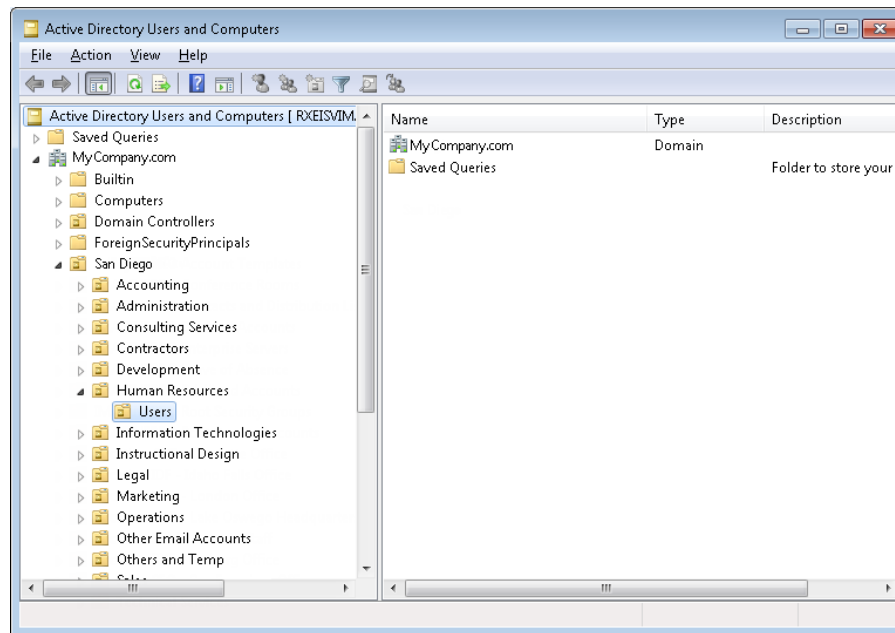 Active Directory Users and Computers
File Action View Help
Active Directory Users and Computers [ RXEISVIM.
Saved Queries
MyCompany.com
Builtin
Computers
Domain Controllers
ForeignSecurityPrincipals
San Diego
Accounting
Administration
Consulting Services
Contractors
Development
Human Resources
Users
Information Technologies
Instructional Design
Legal
Marketing
Operations
Other Email Accounts
Others and Temp
Name Type Description
MyCompany.com Domain
Saved Queries Folder to store your